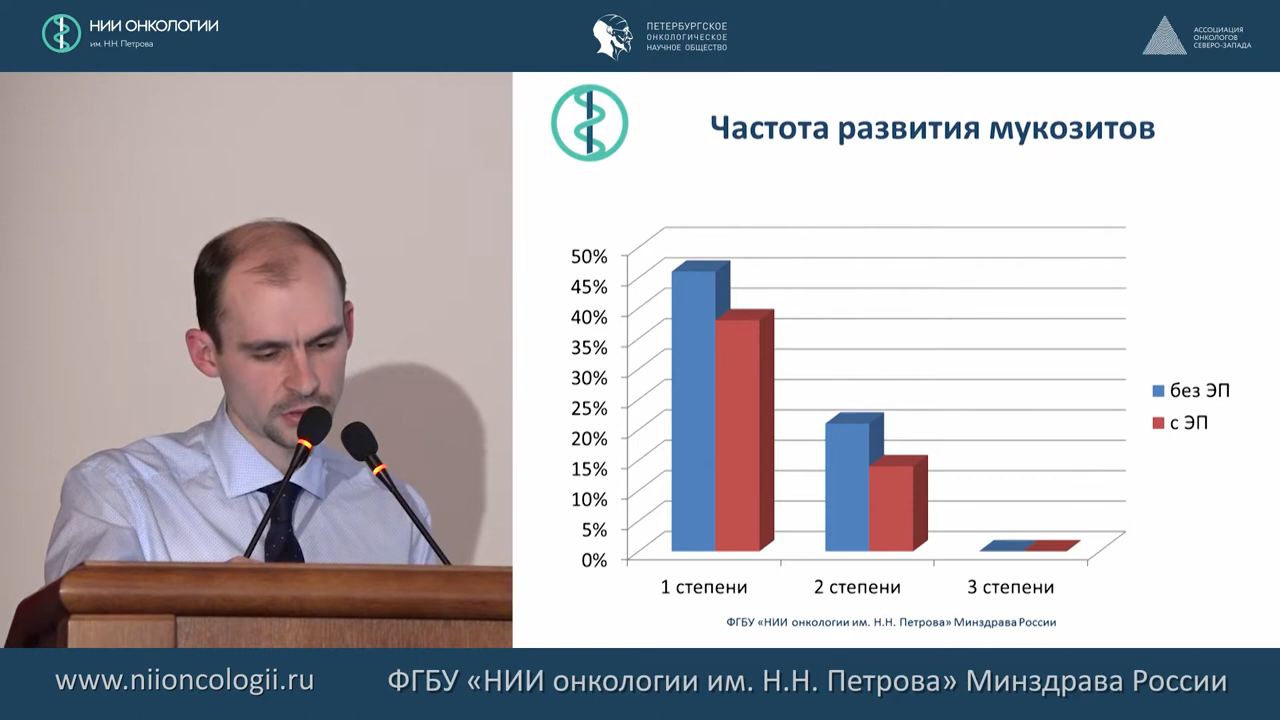 НИИ ОНКОЛОГИИ
им. Н.Н. Петрова
ПЕТЕРБУРГСКОЕ
ОНКОЛОГИЧЕСКОЕ
НАУЧНОЕ ОБЩЕСТВО
АССОЦИАЦИЯ
ОНКОЛОГОВ
СЕВЕРО-ЗАПАДА
Частота развития мукозитов
50%
45%
40%
35%
30%
25%
20%
15%
10%
5%
0%
1 степени
2 степени
3 степени
без ЭП
с ЭП
ФГБУ «НИИ онкологии им. Н.Н. Петрова» Минздрава России
www.niioncologii.ru
ФГБУ «НИИ онкологии им. Н.Н. Петрова» Минздрава России